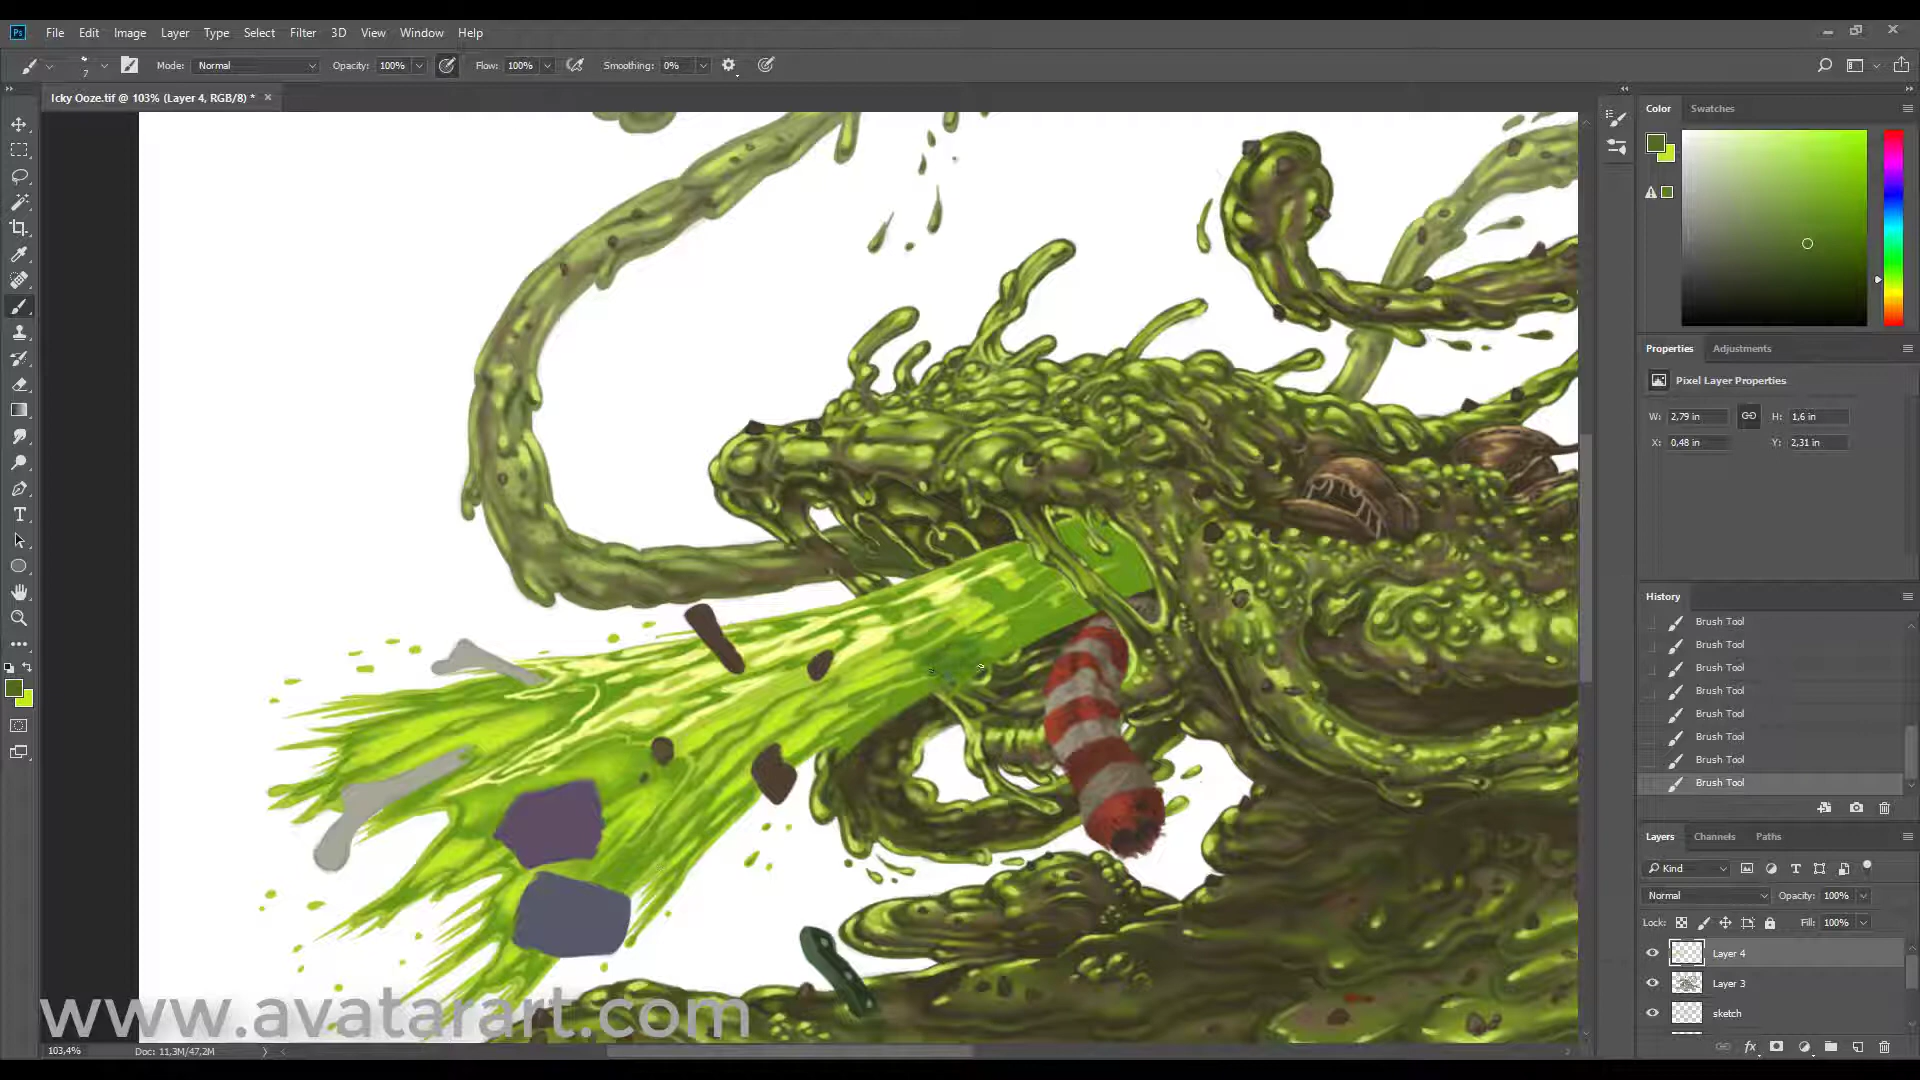 Ps File Edit Image Layer Type Select Filter 3D View Window Help
7 Mode: Normal Opacity: 100% Flow: 100% Smoothing: 0%
Icky Ooze.tif @ 103% (Layer 4, RGB/8) * ×
Color Swatches
Properties Adjustments
Pixel Layer Properties
W: 2,79 in H: 1,6 in
X: 0,48 in Y: 2,31 in
History
Brush Tool
Brush Tool
Brush Tool
Brush Tool
Brush Tool
Brush Tool
Brush Tool
Brush Tool
Layers Channels Paths
Kind
Normal Opacity: 100%
Lock: Fill: 100%
Layer 4
Layer 3
sketch
www.avatarart.com
103,4% Doc: 11,3M/47,2M